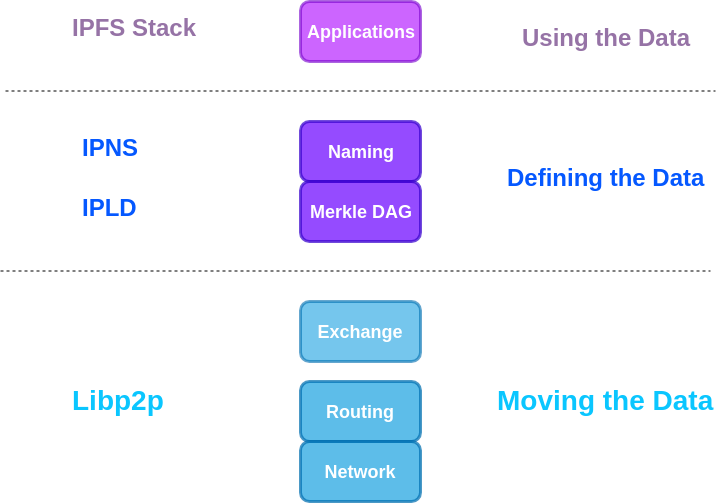 IPFS Stack
Applications
Using the Data
IPNS
Naming
Defining the Data
IPLD
Merkle DAG
Exchange
Libp2p
Routing
Moving the Data
Network